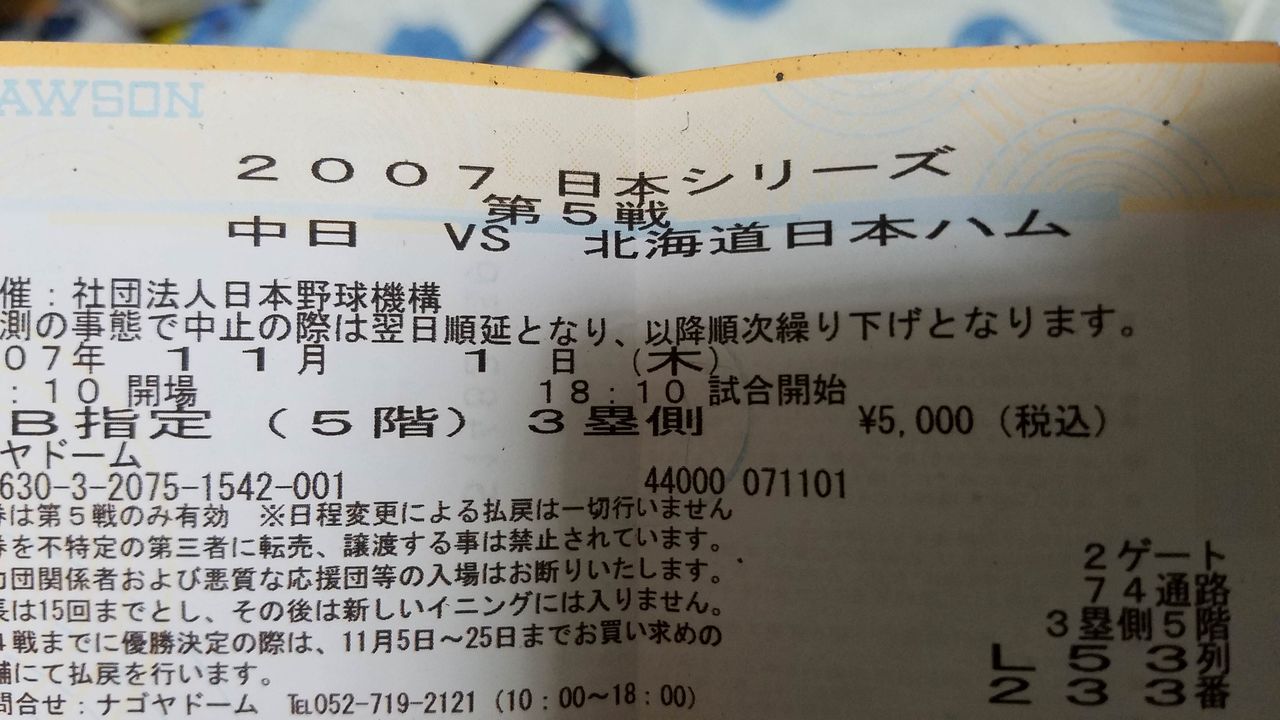 AWSON
2007 日本シリーズ
第5戦
中日 VS 北海道日本ハム
催：社団法人日本野球機構
測の事態で中止の際は翌日順延となり、以降順次繰り下げとなります。
07年 11月 1日（木）
：10 開場 18：10 試合開始
B指定（5階）3塁側 ¥5,000（税込）
ヤドーム
630-3-2075-1542-001 44000 071101
券は第5戦のみ有効 ※日程変更による払戻は一切行いません
券を不特定の第三者に転売、譲渡する事は禁止されています。
力団関係者および悪質な応援団等の入場はお断りいたします。
長は15回までとし、その後は新しいイニングには入りません。
4戦までに優勝決定の際は、11月5日～25日までお買い求めの
舗にて払戻を行います。
問合せ：ナゴヤドーム ℡052-719-2121（10：00～18：00）
2ゲート
74通路
3塁側5階
L53列
233番